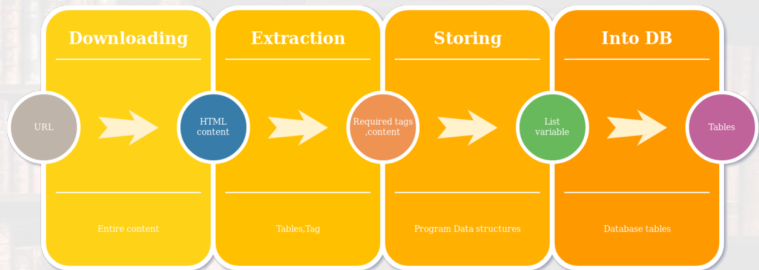 Downloading
Extraction
Storing
Into DB
URL
HTML
content
Required tags
,content
List
variable
Tables
Entire content
Tables,Tag
Program Data structures
Database tables